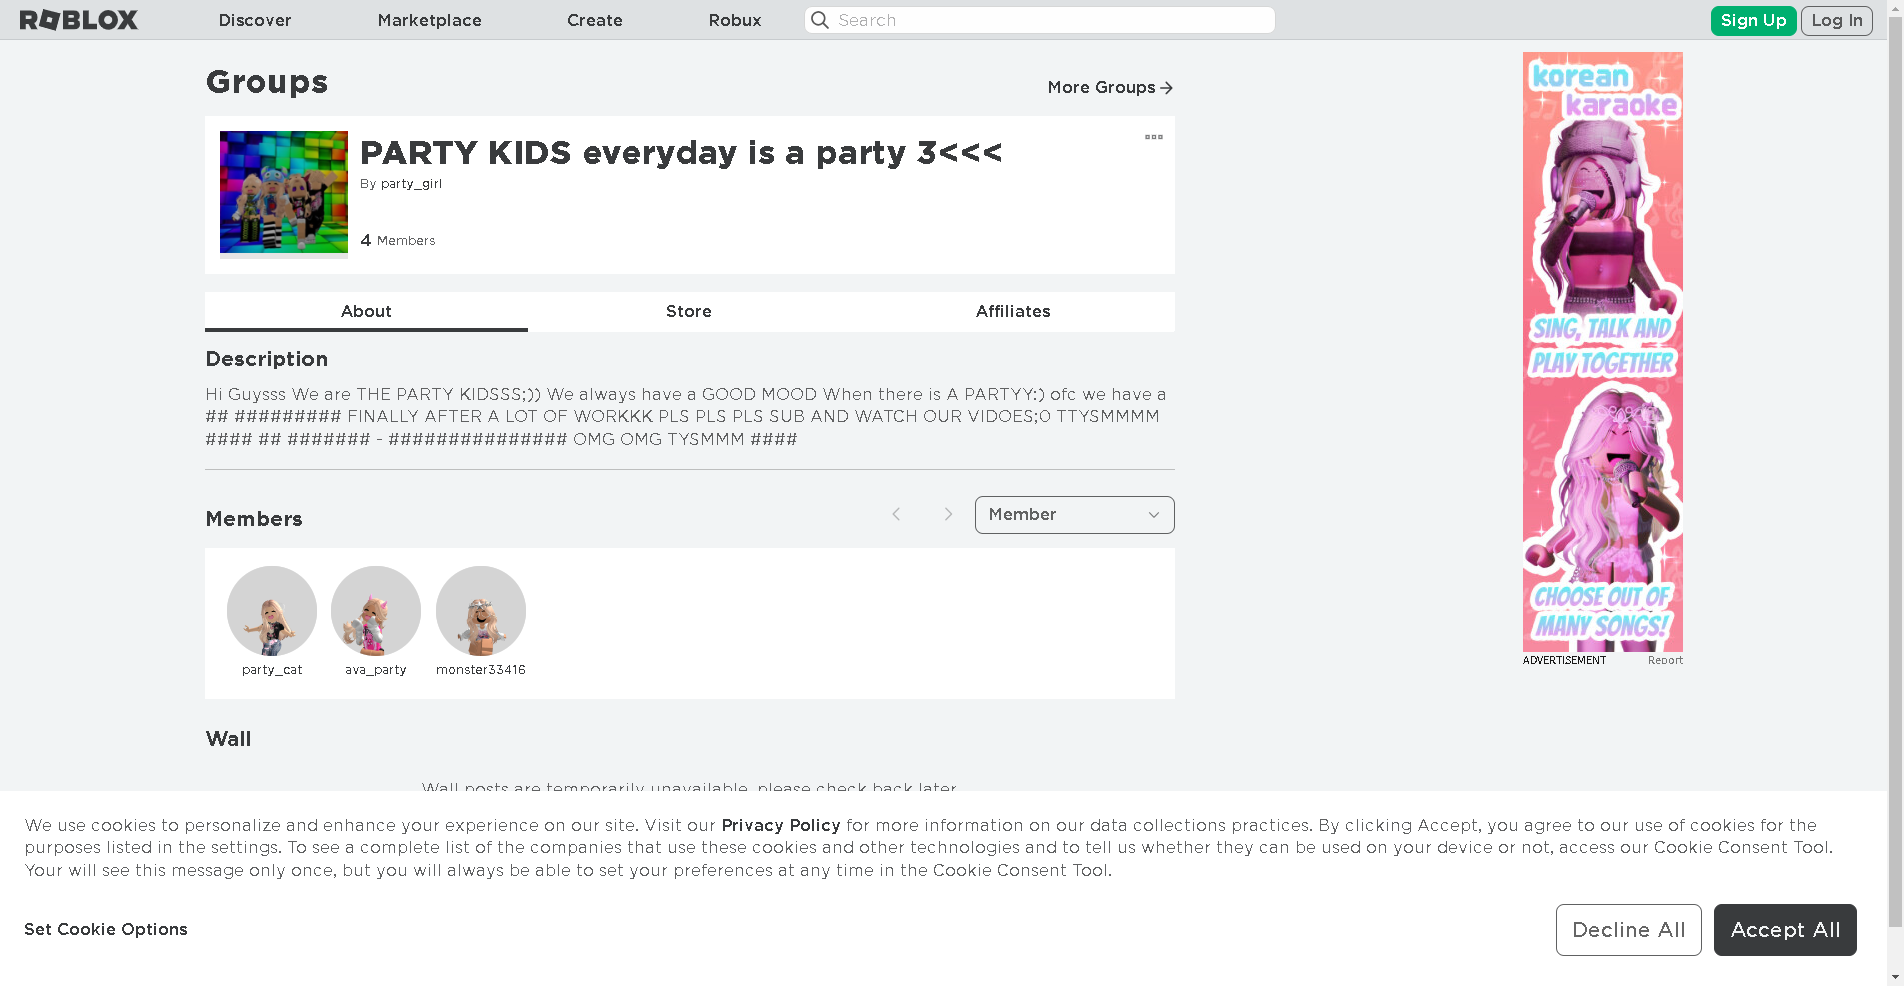 ROBLOX
Discover
Marketplace
Create
Robux
Search
Sign Up
Log In
Groups
More Groups
PARTY KIDS everyday is a party 3<<<
By party_girl
4 Members
About
Store
Affiliates
Description
Hi Guysss We are THE PARTY KIDSSS;)) We always have a GOOD MOOD When there is A PARTYY:) ofc we have a
## ######### FINALLY AFTER A LOT OF WORKKK PLS PLS PLS SUB AND WATCH OUR VIDOES;0 TTYSMMMM
#### ## ####### - ############### OMG OMG TYSMMM ####
Members
Member
party_cat
ava_party
monster33416
Wall
Wall posts are temporarily unavailable, please check back later
korean
karaoke
SING, TALK AND
PLAY TOGETHER
CHOOSE OUT OF
MANY SONGS!
ADVERTISEMENT
Report
We use cookies to personalize and enhance your experience on our site. Visit our Privacy Policy for more information on our data collections practices. By clicking Accept, you agree to our use of cookies for the
purposes listed in the settings. To see a complete list of the companies that use these cookies and other technologies and to tell us whether they can be used on your device or not, access our Cookie Consent Tool.
Your will see this message only once, but you will always be able to set your preferences at any time in the Cookie Consent Tool.
Set Cookie Options
Decline All
Accept All